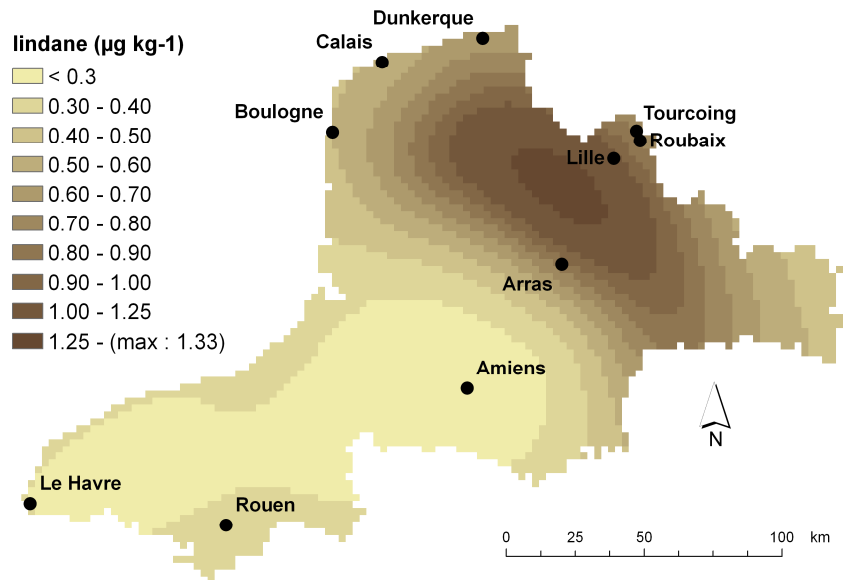 lindane (µg kg-1)
< 0.3
0.30 - 0.40
0.40 - 0.50
0.50 - 0.60
0.60 - 0.70
0.70 - 0.80
0.80 - 0.90
0.90 - 1.00
1.00 - 1.25
1.25 - (max : 1.33)
Dunkerque
Calais
Boulogne
Tourcoing
Roubaix
Lille
Arras
Amiens
Le Havre
Rouen
N
0 25 50 100 km